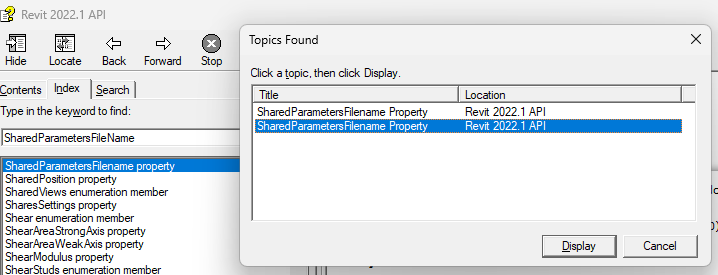 Revit 2022.1 API
Hide Locate Back Forward Stop
Contents Index Search
Type in the keyword to find:
SharedParametersFileName
SharedParametersFilename property
SharedPosition property
SharedViews enumeration member
SharesSettings property
Shear enumeration member
ShearAreaStrongAxis property
ShearAreaWeakAxis property
ShearModulus property
ShearStuds enumeration member
Topics Found
Click a topic, then click Display.
Title Location
SharedParametersFilename Property Revit 2022.1 API
SharedParametersFilename Property Revit 2022.1 API
Display Cancel